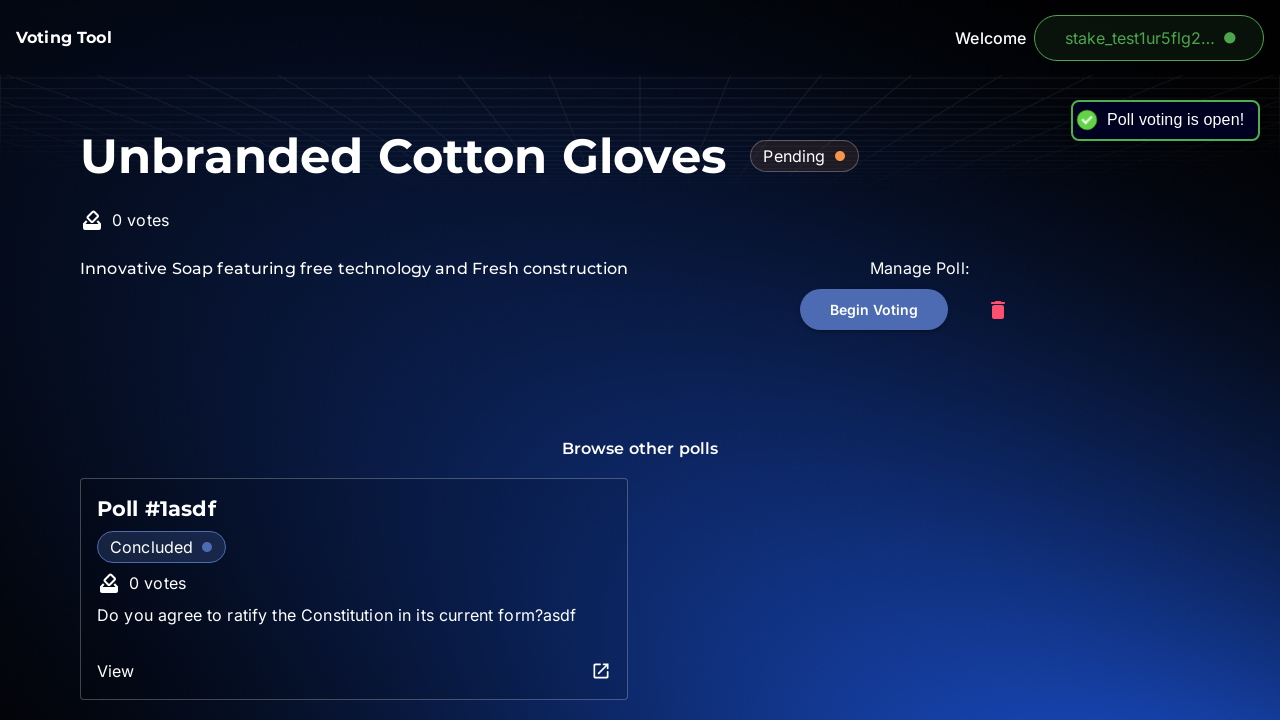 Voting Tool
Welcome
stake_test1ur5flg2...
Poll voting is open!
Unbranded Cotton Gloves
Pending
0 votes
Innovative Soap featuring free technology and Fresh construction
Manage Poll:
Begin Voting
Browse other polls
Poll #1asdf
Concluded
0 votes
Do you agree to ratify the Constitution in its current form?asdf
View